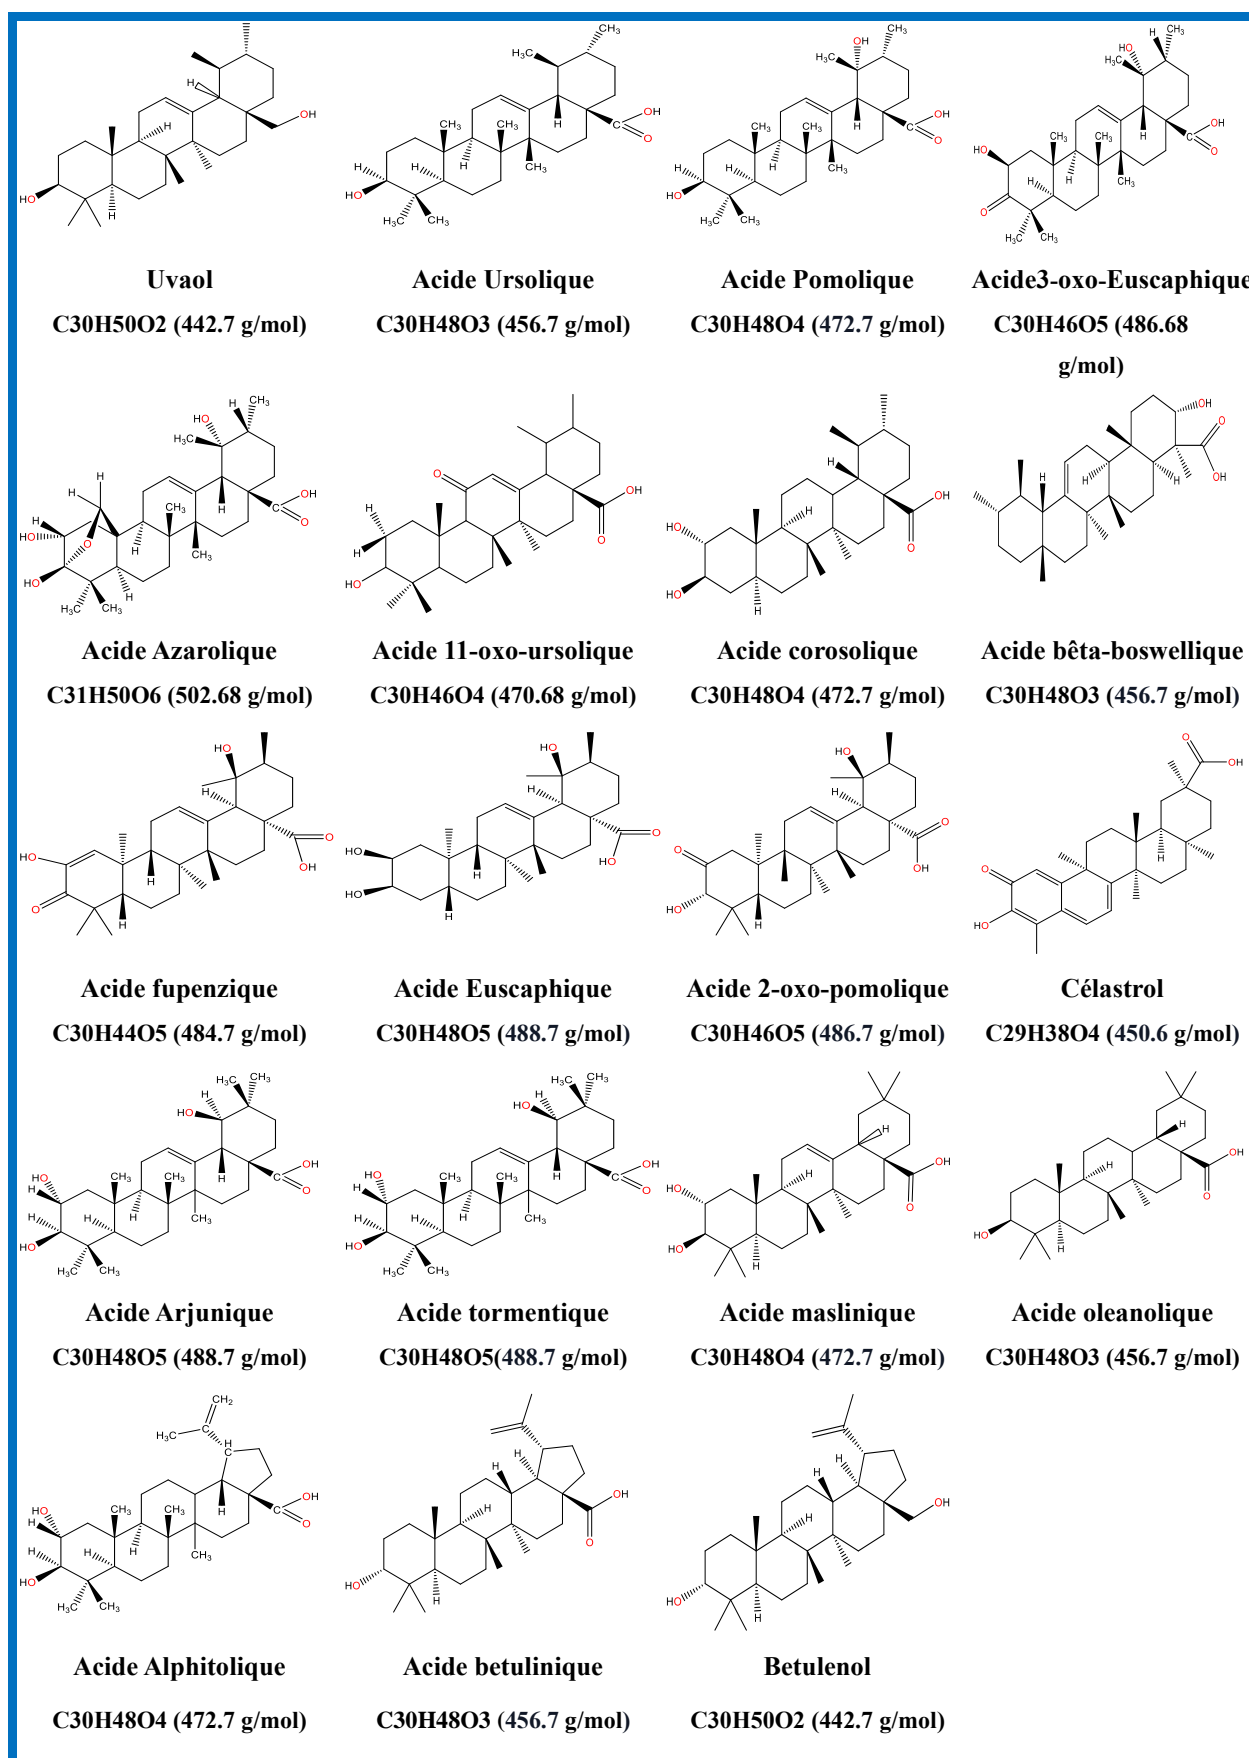 Uvaol
Acide Ursolique
Acide Pomolique
Acide3-oxo-Euscaphique
C30H50O2 (442.7 g/mol)
C30H48O3 (456.7 g/mol)
C30H48O4 (472.7 g/mol)
C30H46O5 (486.68
g/mol)
Acide Azarolique
Acide 11-oxo-ursolique
Acide corosolique
Acide bêta-boswellique
C31H50O6 (502.68 g/mol)
C30H46O4 (470.68 g/mol)
C30H48O4 (472.7 g/mol)
C30H48O3 (456.7 g/mol)
Acide fupenzique
Acide Euscaphique
Acide 2-oxo-pomolique
Célastrol
C30H44O5 (484.7 g/mol)
C30H48O5 (488.7 g/mol)
C30H46O5 (486.7 g/mol)
C29H38O4 (450.6 g/mol)
Acide Arjunique
Acide tormentique
Acide maslinique
Acide oleanolique
C30H48O5 (488.7 g/mol)
C30H48O5(488.7 g/mol)
C30H48O4 (472.7 g/mol)
C30H48O3 (456.7 g/mol)
Acide Alphitolique
Acide betulinique
Betulenol
C30H48O4 (472.7 g/mol)
C30H48O3 (456.7 g/mol)
C30H50O2 (442.7 g/mol)